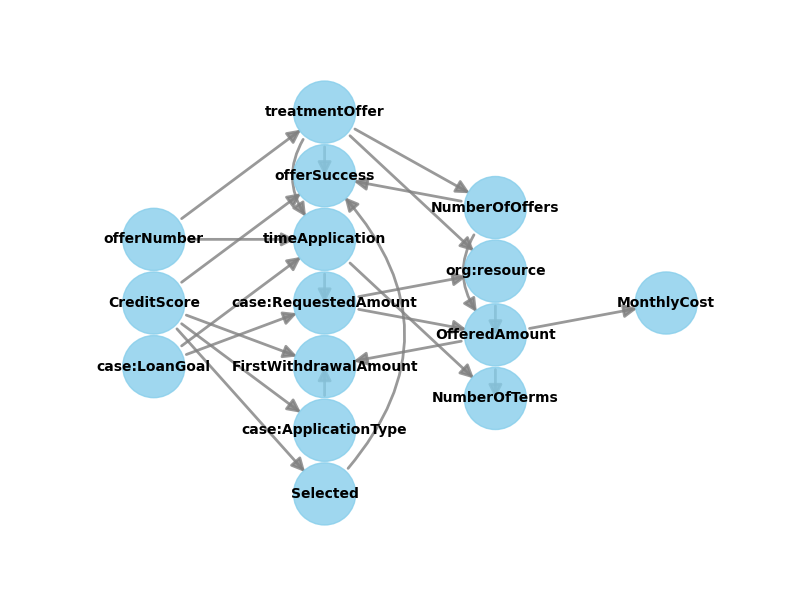 treatmentOffer
offerSuccess
NumberOfOffers
offerNumber
timeApplication
org:resource
CreditScore
case:RequestedAmount
MonthlyCost
OfferedAmount
case:LoanGoal
FirstWithdrawalAmount
NumberOfTerms
case:ApplicationType
Selected